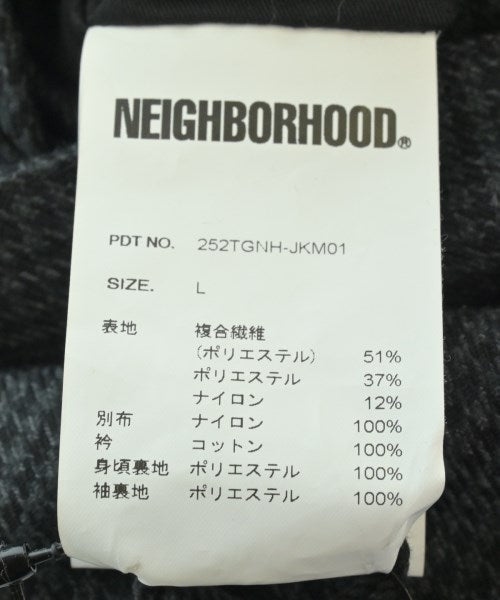 NEIGHBORHOOD®
PDT NO. 252TGNH-JKM01
SIZE. L
表地 複合繊維
(ポリエステル) 51%
ポリエステル 37%
ナイロン 12%
別布 ナイロン 100%
衿 コットン 100%
身頃裏地 ポリエステル 100%
袖裏地 ポリエステル 100%